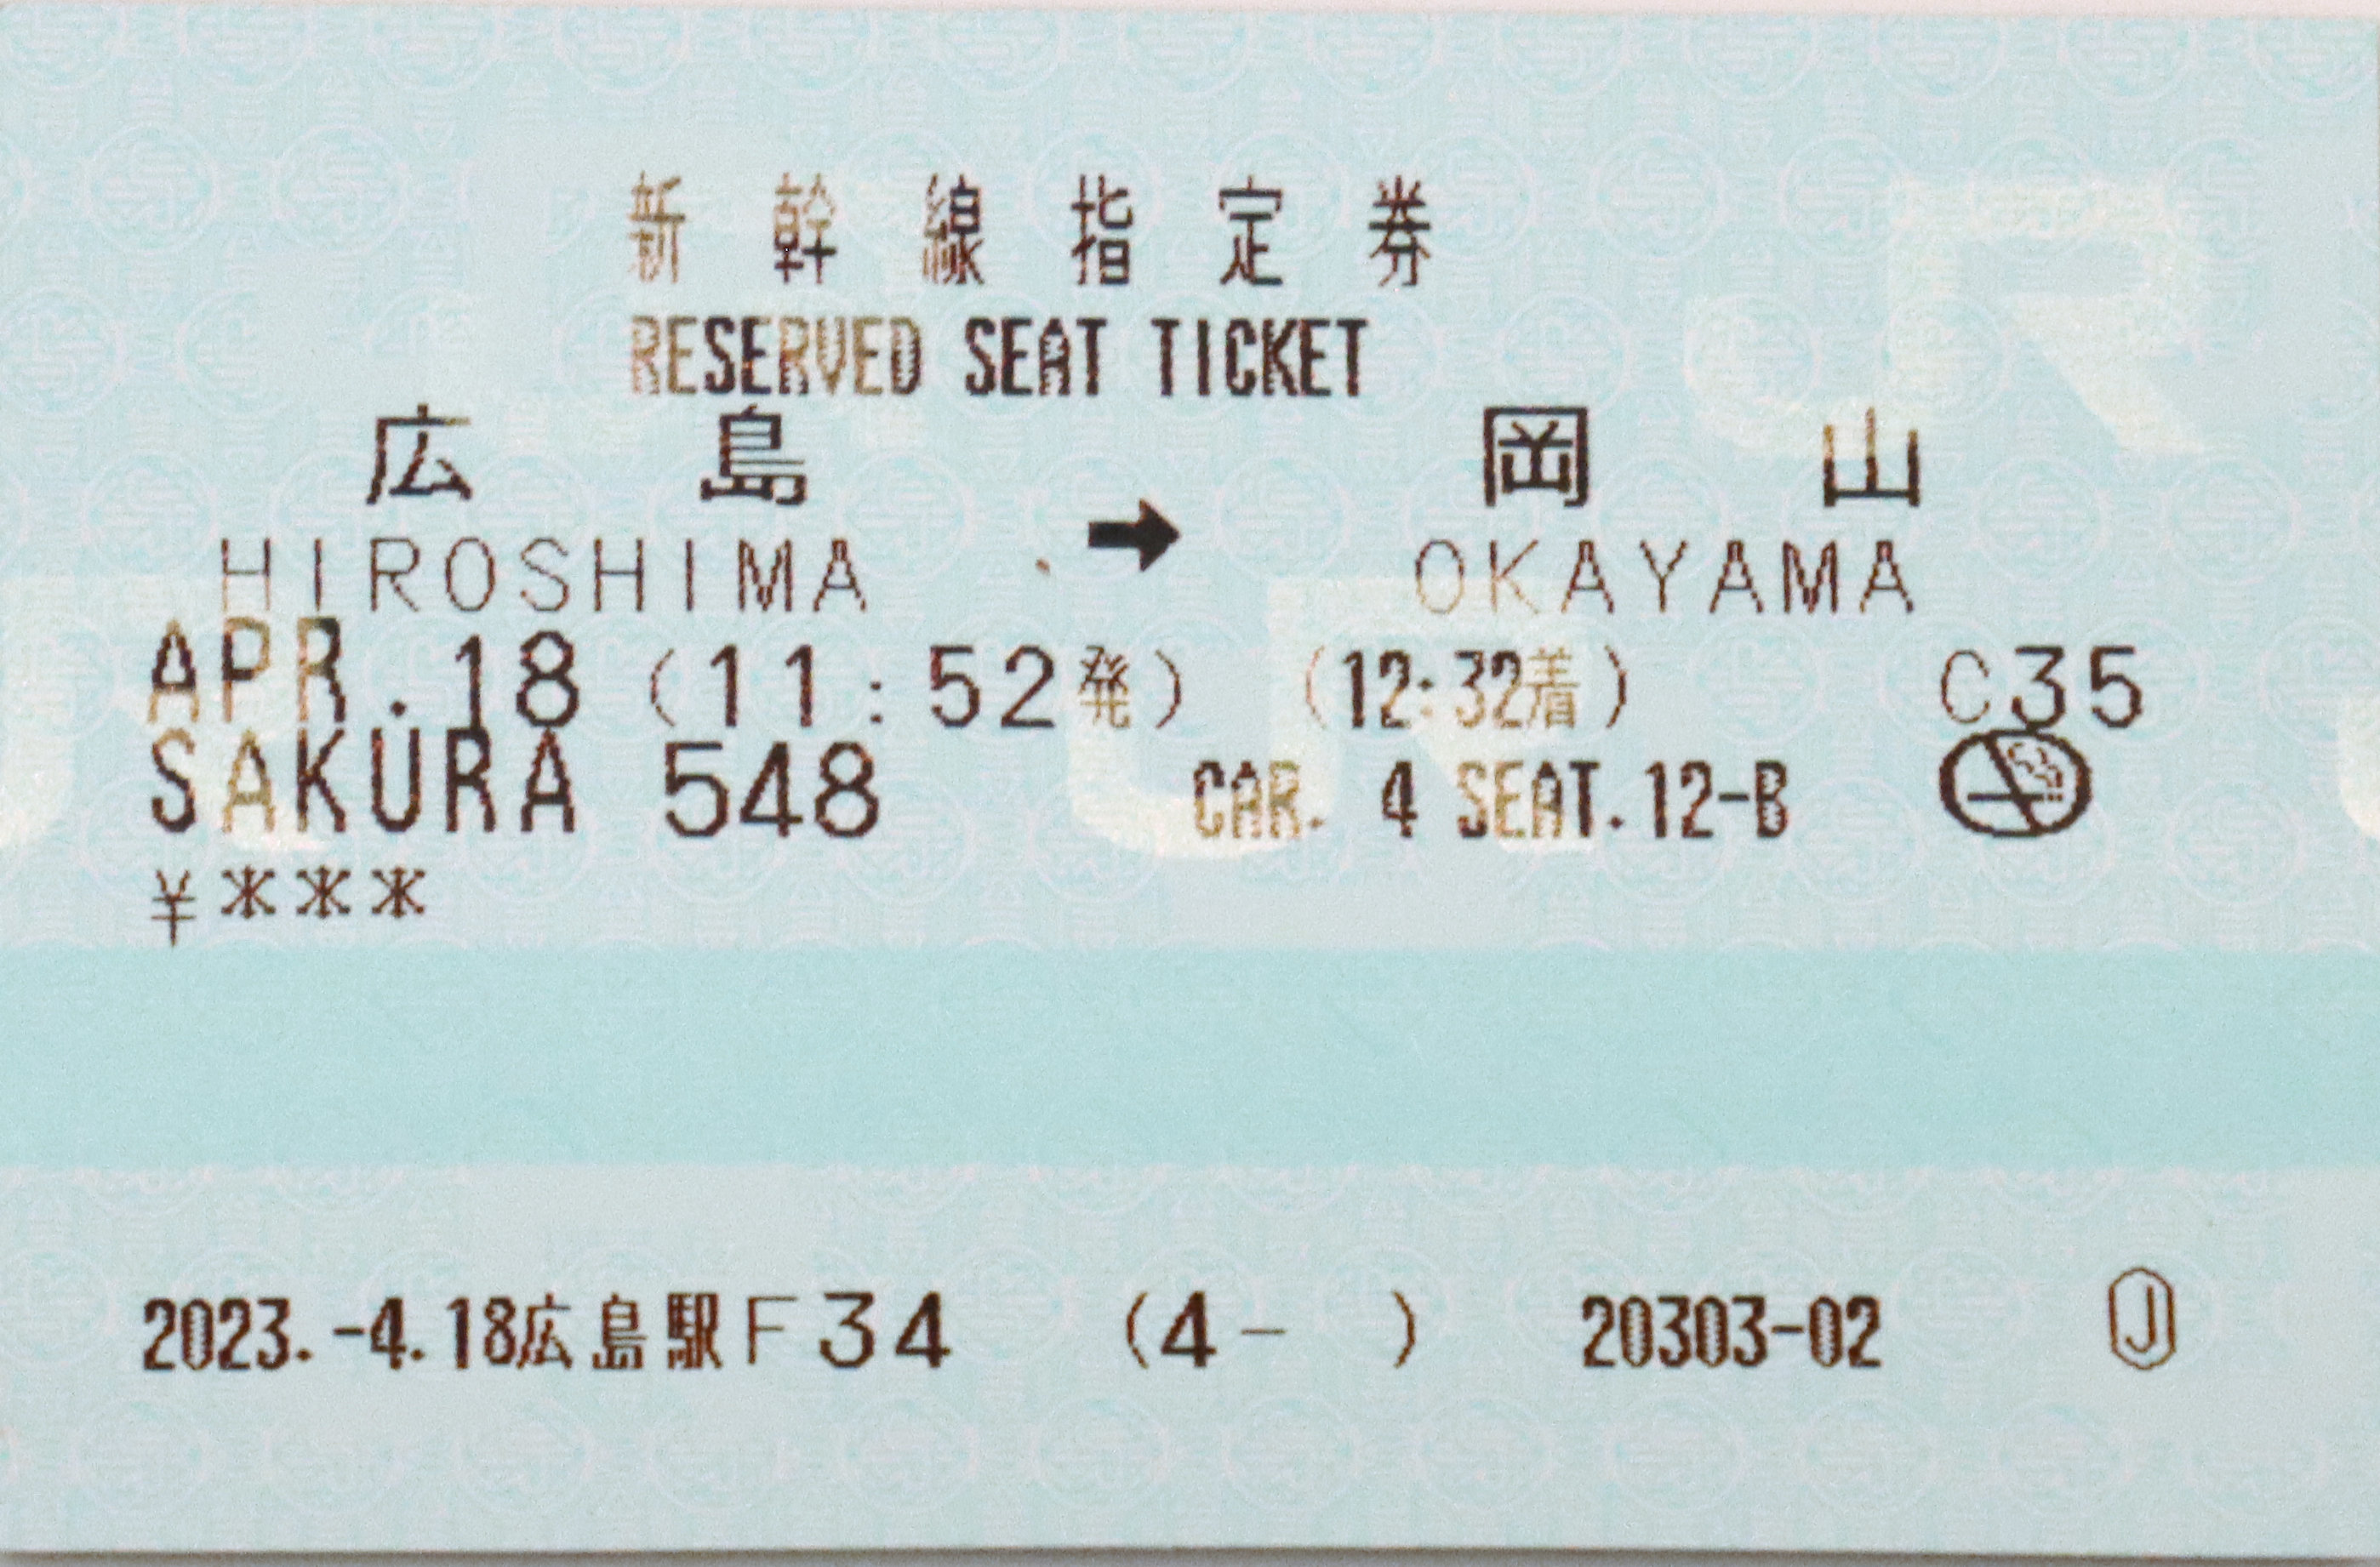 新幹線指定券
RESERVED SEAT TICKET
広島 ➡ 岡山
HIROSHIMA OKAYAMA
APR.18 (11:52発) (12:32着) C35
SAKURA 548 CAR. 4 SEAT.12-B
¥***
2023.-4.18広島駅F34 (4- ) 20303-02 Ⓙ
JR
JR